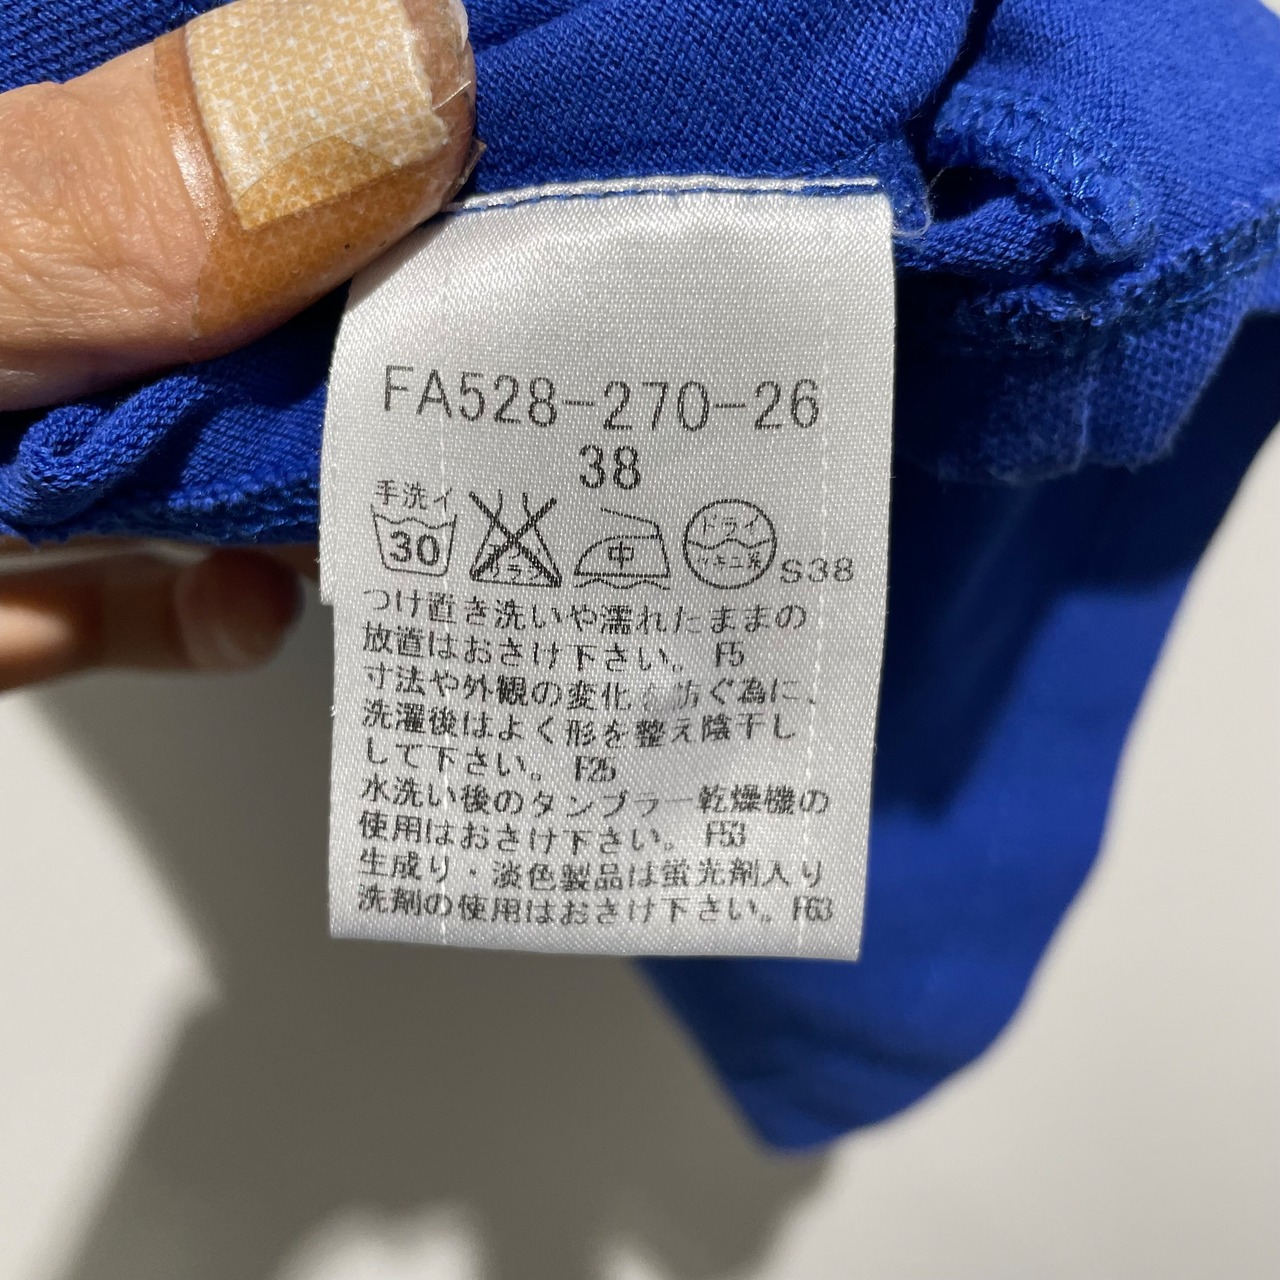 FA528-270-26
38
手洗イ
30
中
ドライ
セキユ系
S38
つけ置き洗いや濡れたままの
放置はおさけ下さい。 F5
寸法や外観の変化を防ぐ為に、
洗濯後はよく形を整え陰干し
して下さい。 F25
水洗い後のタンブラー乾燥機の
使用はおさけ下さい。 F53
生成り・淡色製品は蛍光剤入り
洗剤の使用はおさけ下さい。F63